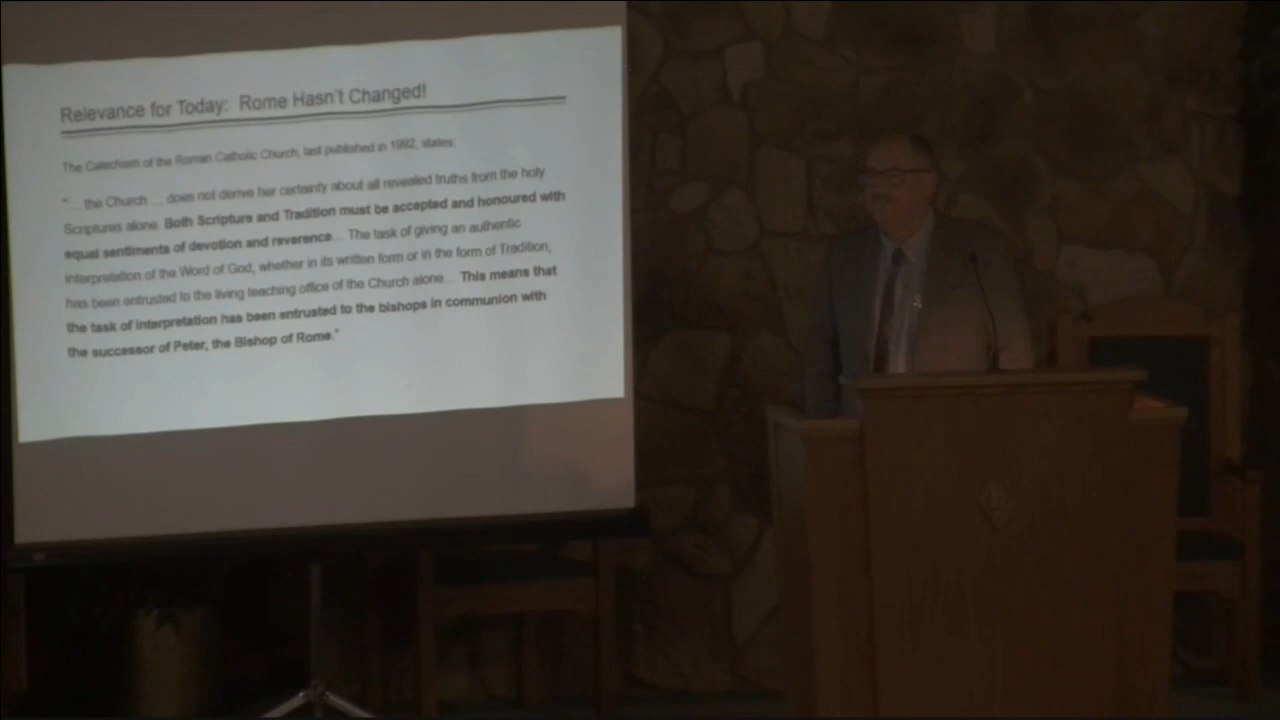 Relevance for Today: Rome Hasn't Changed!
The Catechism of the Roman Catholic Church, last published in 1992, states:
"... the Church ... does not derive her certainty about all revealed truths from the holy
Scriptures alone. Both Scripture and Tradition must be accepted and honoured with
equal sentiments of devotion and reverence... The task of giving an authentic
interpretation of the Word of God, whether in its written form or in the form of Tradition,
has been entrusted to the living teaching office of the Church alone... This means that
the task of interpretation has been entrusted to the bishops in communion with
the successor of Peter, the Bishop of Rome."